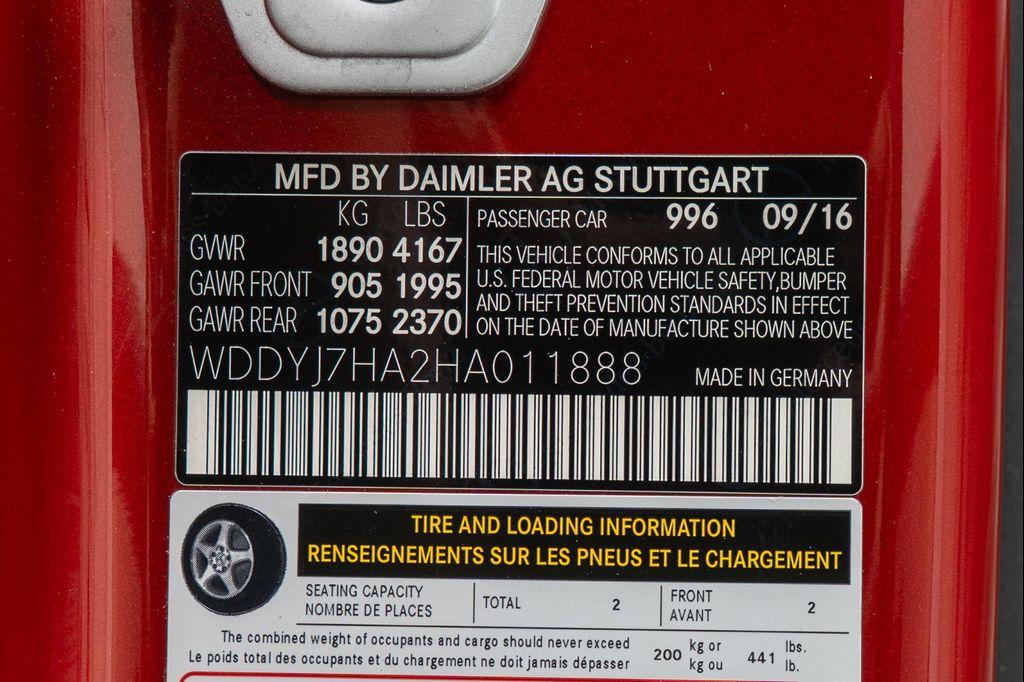 MFD BY DAIMLER AG STUTTGART
KG LBS
GVWR 1890 4167
GAWR FRONT 905 1995
GAWR REAR 1075 2370
PASSENGER CAR 996 09/16
THIS VEHICLE CONFORMS TO ALL APPLICABLE
U.S. FEDERAL MOTOR VEHICLE SAFETY,BUMPER
AND THEFT PREVENTION STANDARDS IN EFFECT
ON THE DATE OF MANUFACTURE SHOWN ABOVE
WDDYJ7HA2HA011888
MADE IN GERMANY
TIRE AND LOADING INFORMATION
RENSEIGNEMENTS SUR LES PNEUS ET LE CHARGEMENT
SEATING CAPACITY
NOMBRE DE PLACES
TOTAL 2
FRONT
AVANT
2
The combined weight of occupants and cargo should never exceed
Le poids total des occupants et du chargement ne doit jamais dépasser
200 kg or 441 lbs.
kg ou lb.